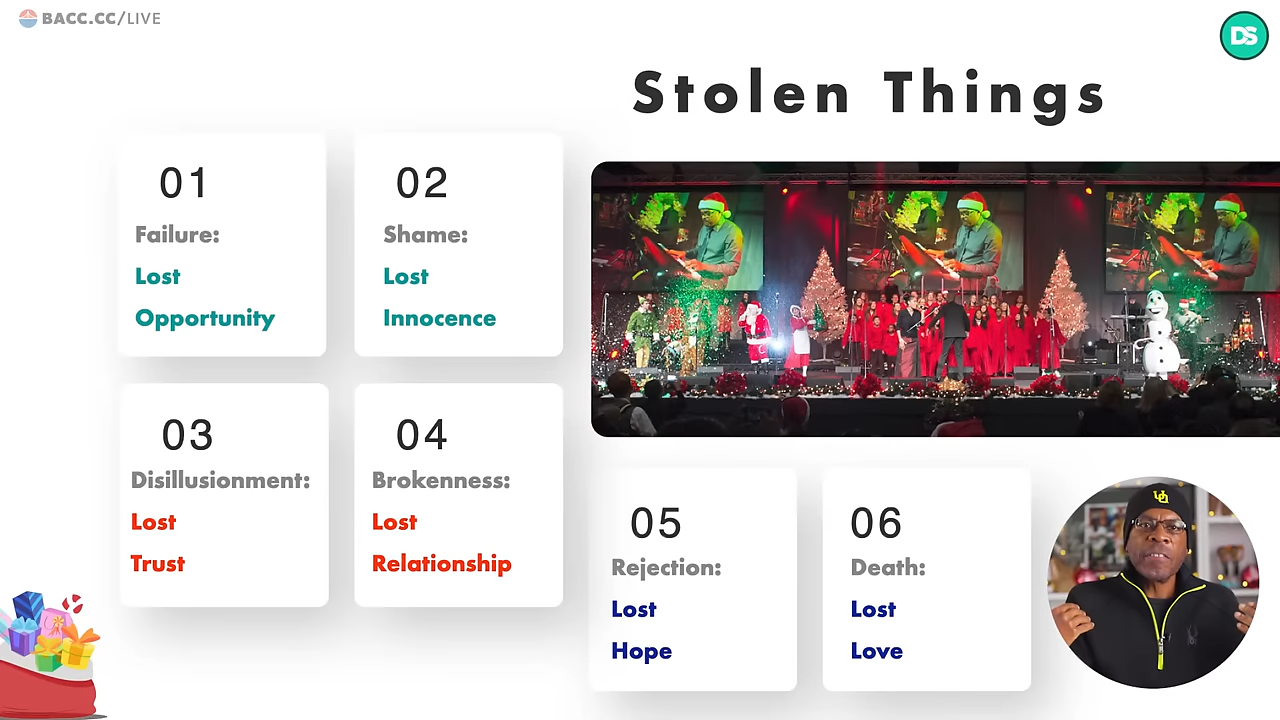 BACC.CC/LIVE
DS
Stolen Things
01
Failure:
Lost
Opportunity
02
Shame:
Lost
Innocence
03
Disillusionment:
Lost
Trust
04
Brokenness:
Lost
Relationship
05
Rejection:
Lost
Hope
06
Death:
Lost
Love